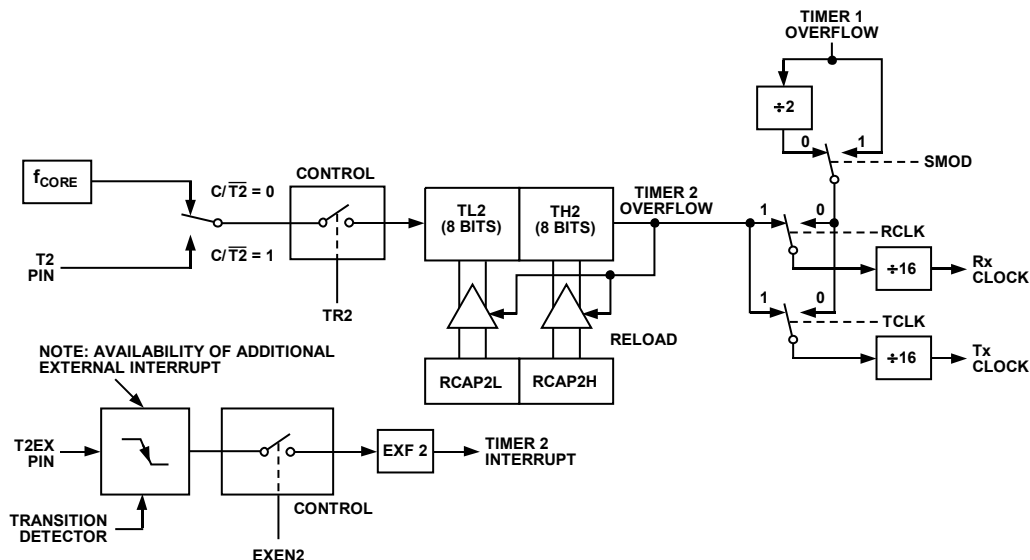 TIMER 1
OVERFLOW
÷2
0
1
SMOD
fCORE
C/T2 = 0
CONTROL
TL2
(8 BITS)
TH2
(8 BITS)
TIMER 2
OVERFLOW
1
0
RCLK
C/T2 = 1
T2
PIN
÷16
Rx
CLOCK
TR2
1
0
TCLK
RELOAD
NOTE: AVAILABILITY OF ADDITIONAL
EXTERNAL INTERRUPT
RCAP2L
RCAP2H
÷16
Tx
CLOCK
T2EX
PIN
EXF 2
TIMER 2
INTERRUPT
CONTROL
TRANSITION
DETECTOR
EXEN2